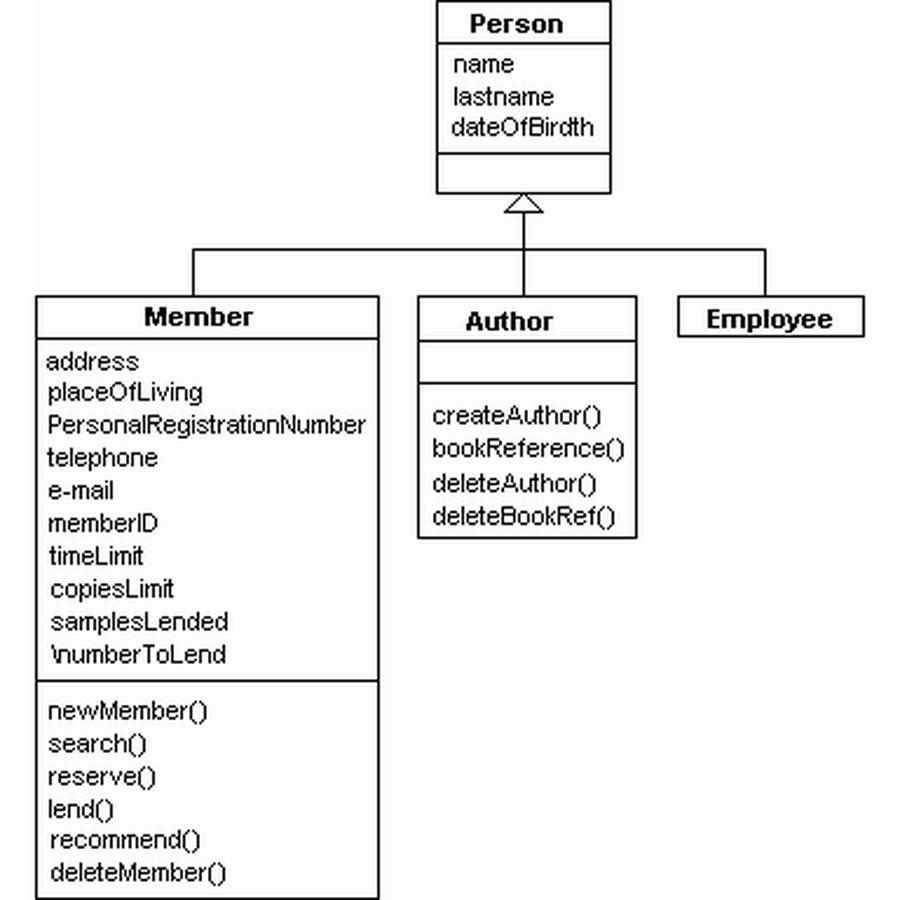 Person
name
lastname
dateOfBirdth
Member
address
placeOfLiving
PersonalRegistrationNumber
telephone
e-mail
memberID
timeLimit
copiesLimit
samplesLended
\numberToLend
newMember()
search()
reserve()
lend()
recommend()
deleteMember()
Author
createAuthor()
bookReference()
deleteAuthor()
deleteBookRef()
Employee